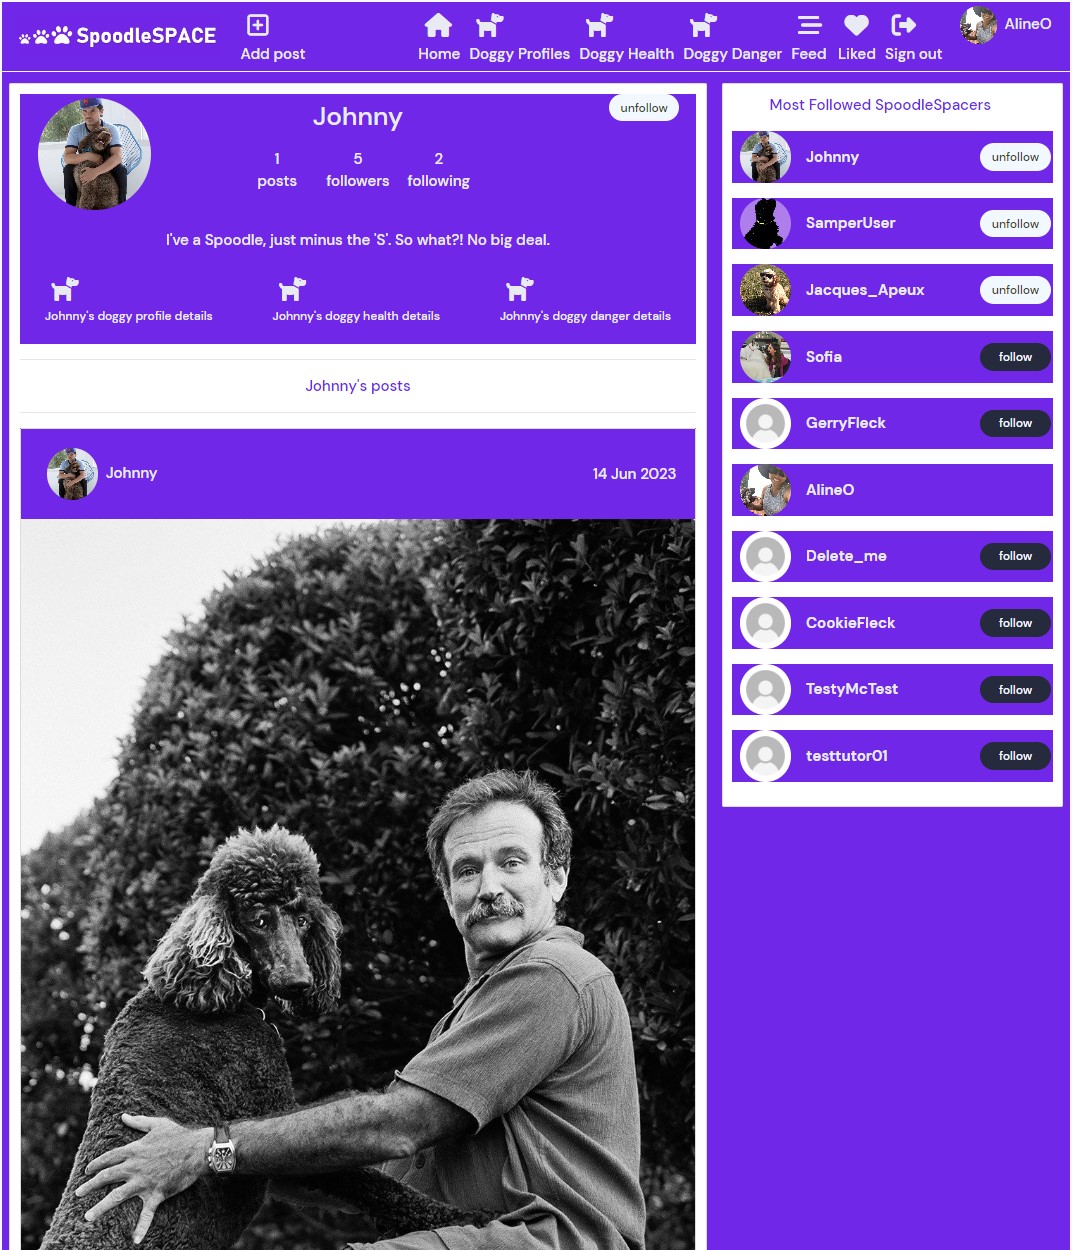 SpoodleSPACE
Add post
Home
Doggy Profiles
Doggy Health
Doggy Danger
Feed
Liked
Sign out
AlineO
Johnny
unfollow
1
posts
5
followers
2
following
I've a Spoodle, just minus the 'S'. So what?! No big deal.
Johnny's doggy profile details
Johnny's doggy health details
Johnny's doggy danger details
Johnny's posts
Johnny
14 Jun 2023
Most Followed SpoodleSpacers
Johnny
unfollow
SamperUser
unfollow
Jacques_Apeux
unfollow
Sofia
follow
GerryFleck
follow
AlineO
Delete_me
follow
CookieFleck
follow
TestyMcTest
follow
testtutor01
follow